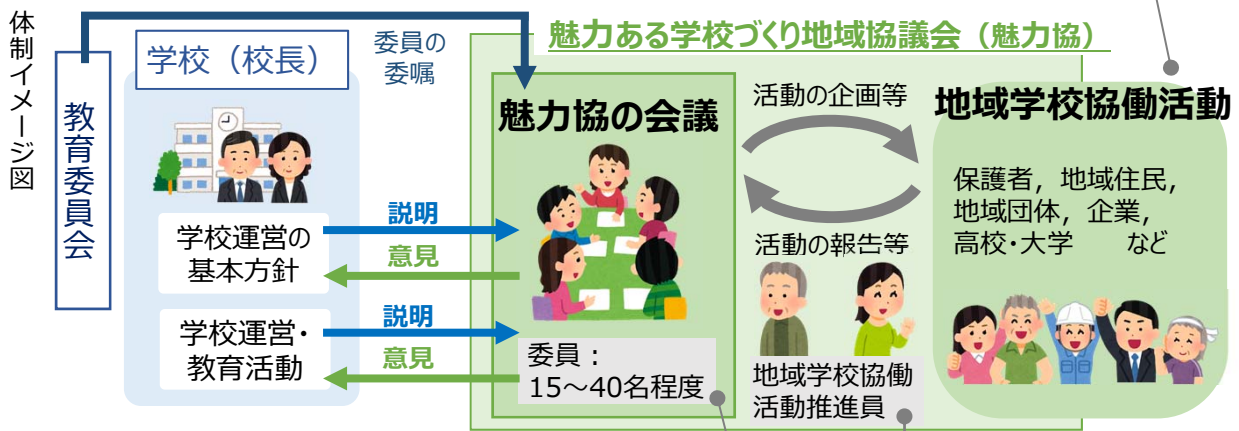 体制イメージ図
教育委員会
学校（校長）
委員の
委嘱
学校運営の
基本方針
学校運営・
教育活動
説明
意見
説明
意見
魅力ある学校づくり地域協議会（魅力協）
魅力協の会議
委員：
15～40名程度
活動の企画等
活動の報告等
地域学校協働
活動推進員
地域学校協働活動
保護者，地域住民，
地域団体，企業，
高校・大学　　など